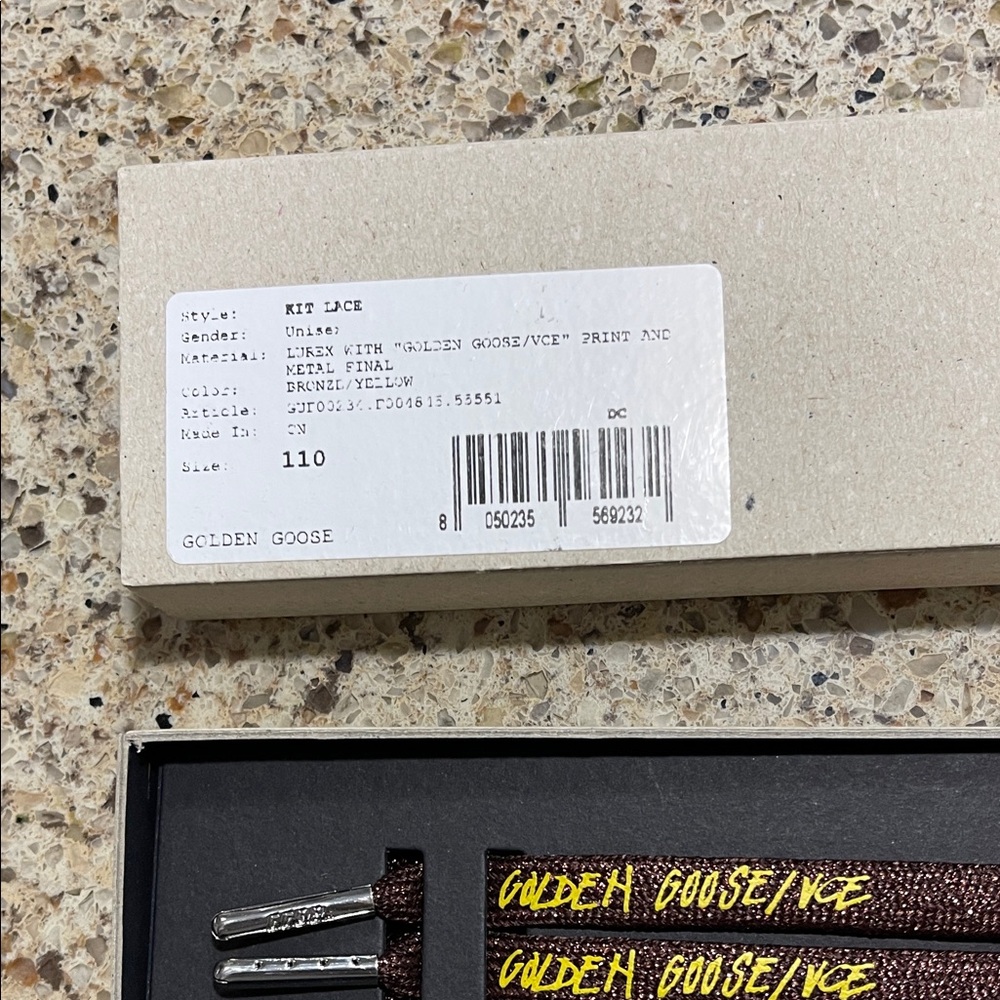 Style: KIT LACE
Gender: Unisex
Material: LUREX WITH "GOLDEN GOOSE/VCE" PRINT AND
METAL FINAL
Color: BRONZE/YELLOW
Article:
Made In: CN
Size: 110
DC
8 050235 569232
GOLDEN GOOSE
GOLDEN GOOSE/VCE
GOLDEN GOOSE/VCE